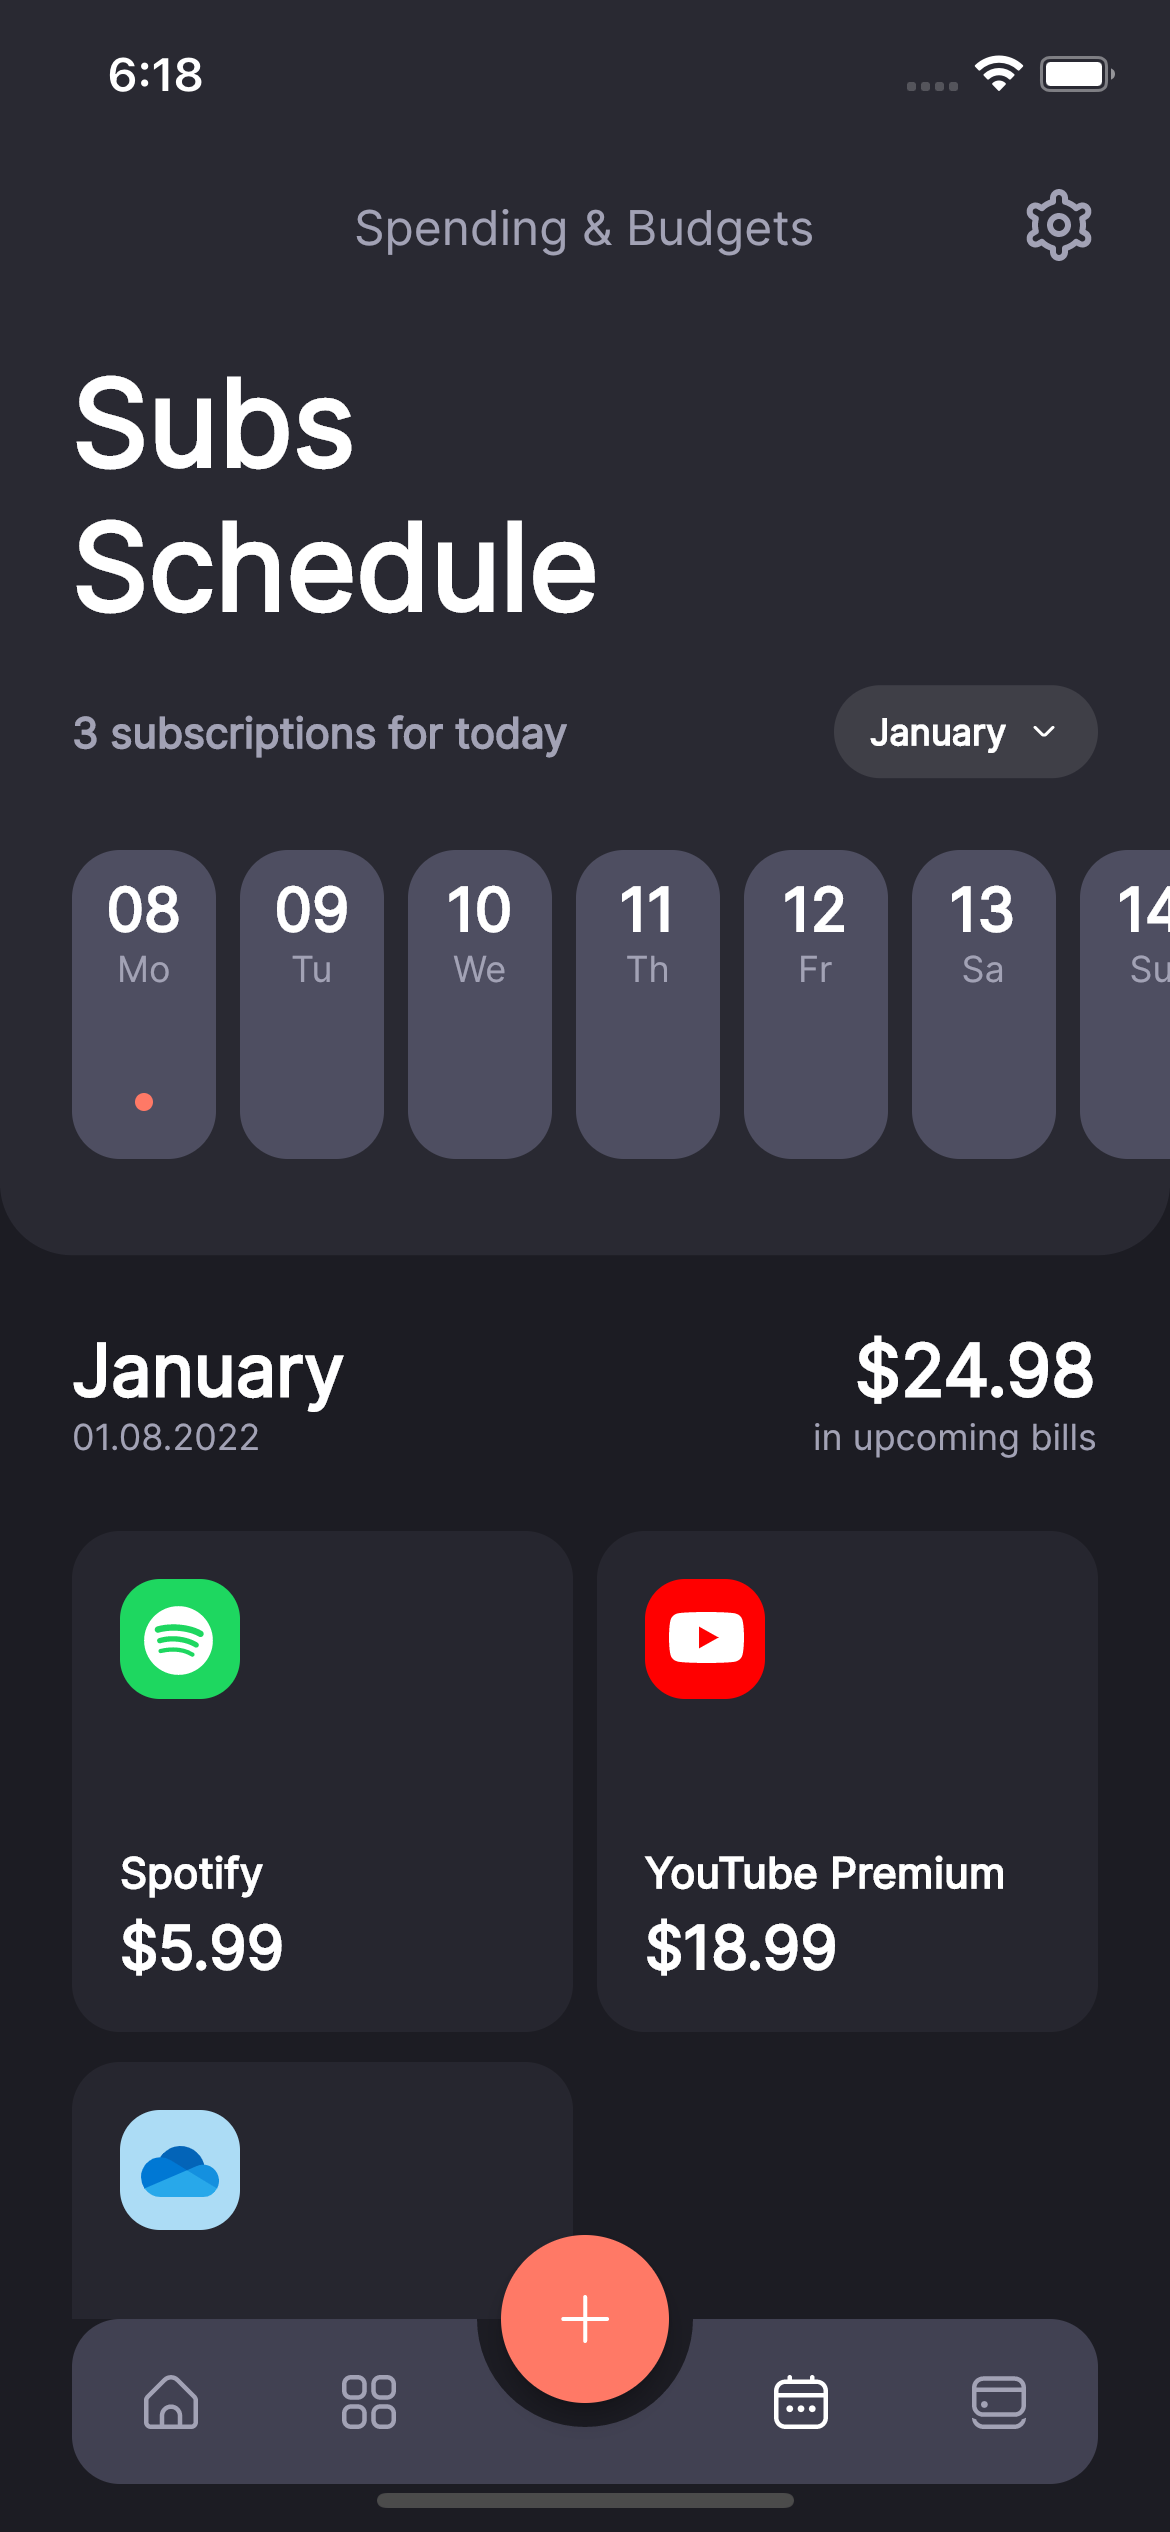 6:18
Spending & Budgets
Subs
Schedule
3 subscriptions for today
January
08 09 10 11 12 13 14
Mo Tu We Th Fr Sa Su
January $24.98
01.08.2022 in upcoming bills
Spotify YouTube Premium
$5.99 $18.99